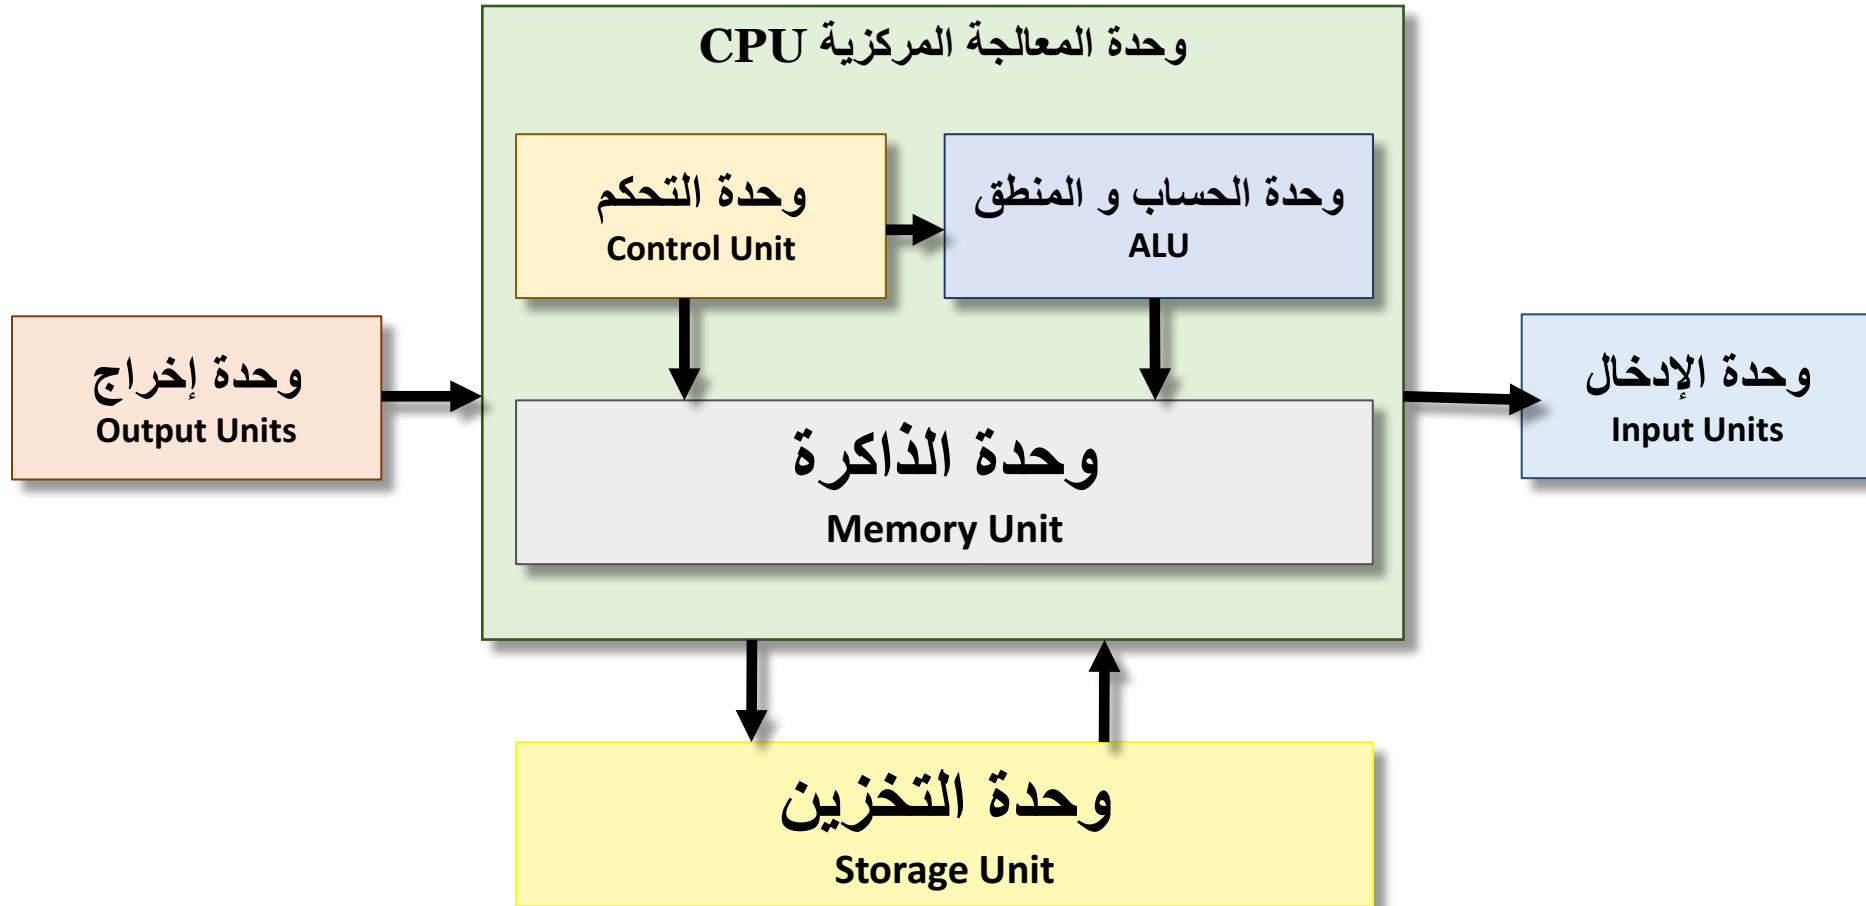 وحدة المعالجة المركزية CPU
وحدة الحساب و المنطق
ALU
وحدة التحكم
Control Unit
وحدة الإدخال
Input Units
وحدة الذاكرة
Memory Unit
وحدة إخراج
Output Units
وحدة التخزين
Storage Unit